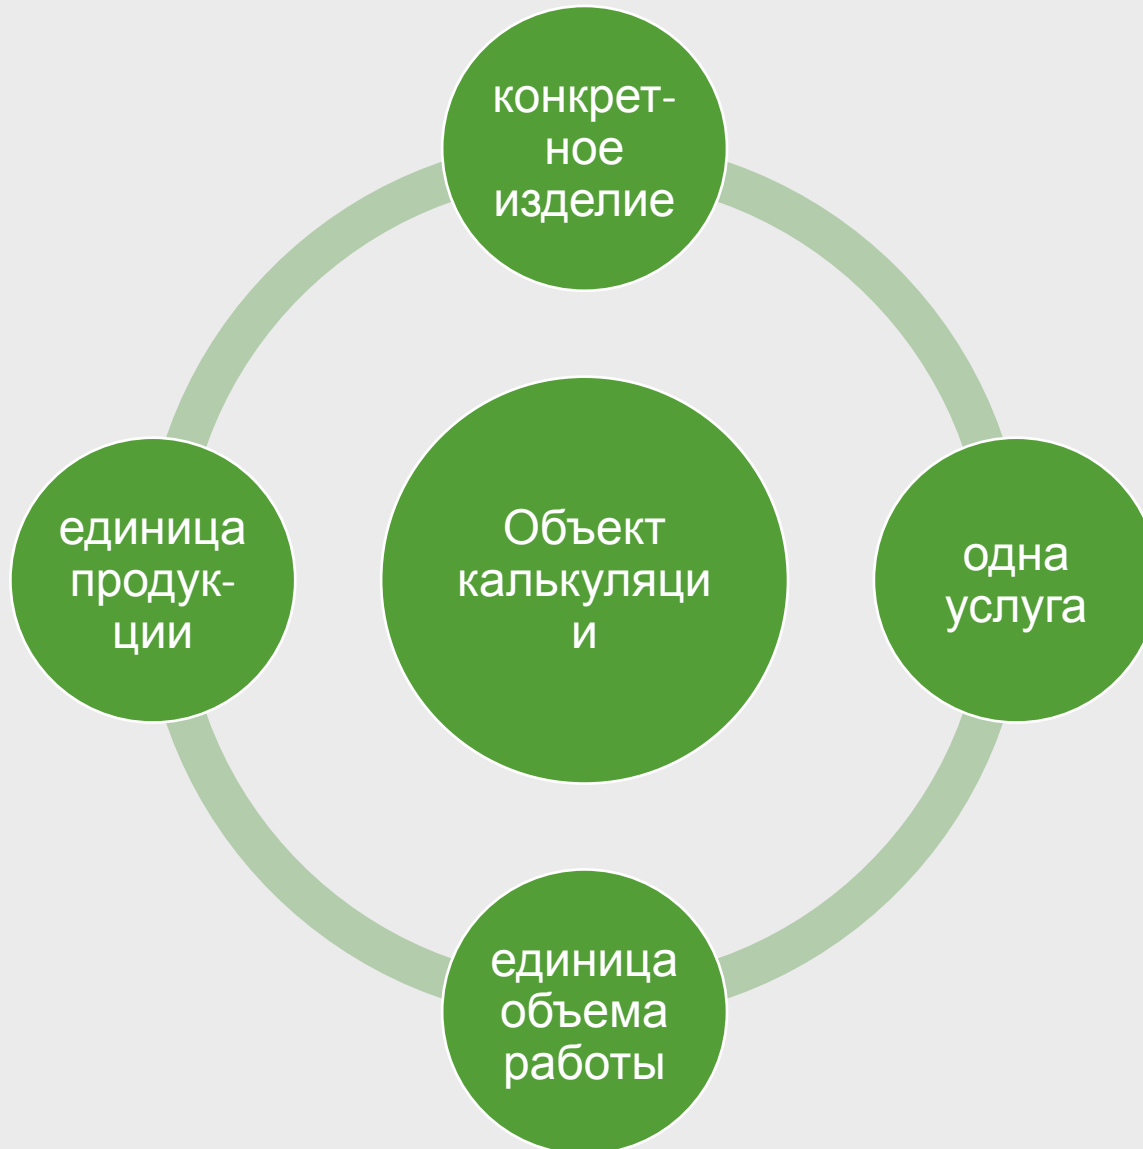 конкрет-
ное
изделие
единица
продук-
ции
Объект
калькуляци
и
одна
услуга
единица
объема
работы